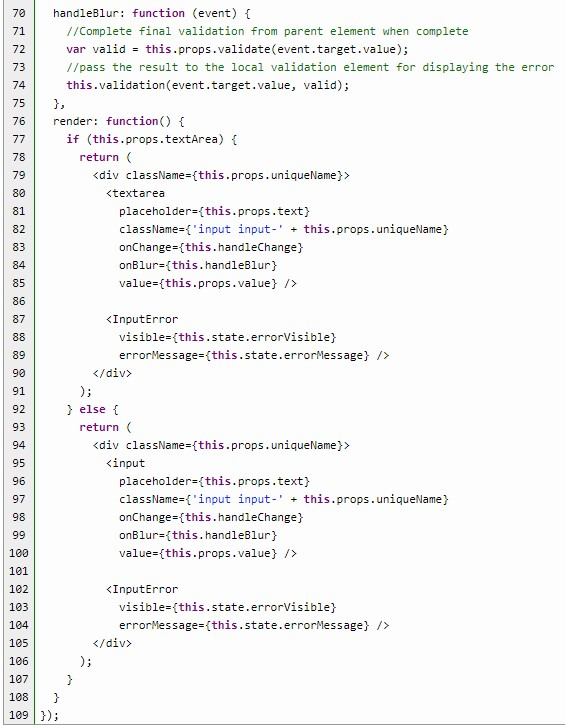 70 handleBlur: function (event) {
71 //Complete final validation from parent element when complete
72 var valid = this.props.validate(event.target.value);
73 //pass the result to the local validation element for displaying the error
74 this.validation(event.target.value, valid);
75 },
76 render: function() {
77 if (this.props.textArea) {
78 return (
79 <div className={this.props.uniqueName}>
80 <textarea
81 placeholder={this.props.text}
82 className={'input input-' + this.props.uniqueName}
83 onChange={this.handleChange}
84 onBlur={this.handleBlur}
85 value={this.props.value} />
86
87 <InputError
88 visible={this.state.errorVisible}
89 errorMessage={this.state.errorMessage} />
90 </div>
91 );
92 } else {
93 return (
94 <div className={this.props.uniqueName}>
95 <input
96 placeholder={this.props.text}
97 className={'input input-' + this.props.uniqueName}
98 onChange={this.handleChange}
99 onBlur={this.handleBlur}
100 value={this.props.value} />
101
102 <InputError
103 visible={this.state.errorVisible}
104 errorMessage={this.state.errorMessage} />
105 </div>
106 );
107 }
108 }
109 });